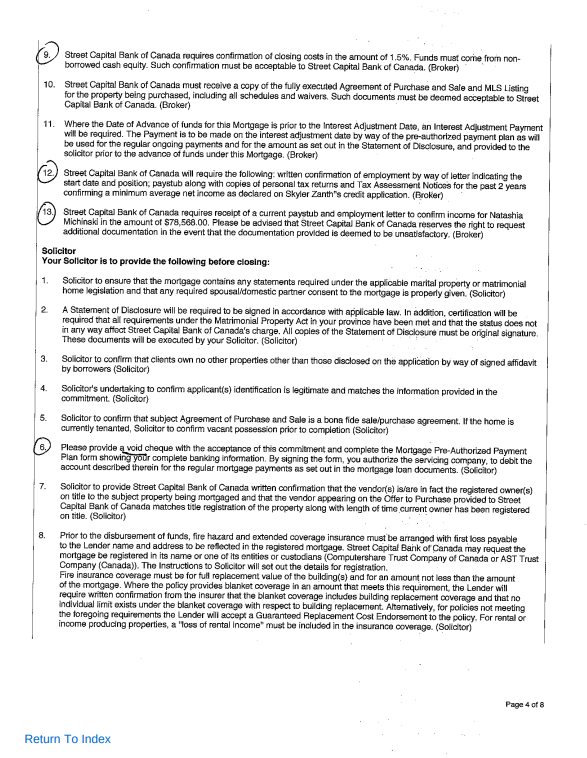 9. Street Capital Bank of Canada requires confirmation of closing costs in the amount of 1.5%. Funds must come from non-
borrowed cash equity. Such confirmation must be acceptable to Street Capital Bank of Canada. (Broker)
10. Street Capital Bank of Canada must receive a copy of the fully executed Agreement of Purchase and Sale and MLS Listing
for the property being purchased, including all schedules and waivers. Such documents must be deemed acceptable to Street
Capital Bank of Canada. (Broker)
11. Where the Date of Advance of funds for this Mortgage is prior to the Interest Adjustment Date, an Interest Adjustment Payment
will be required. The Payment is to be made on the interest adjustment date by way of the pre-authorized payment plan as will
be used for the regular ongoing payments and for the amount as set out in the Statement of Disclosure, and provided to the
solicitor prior to the advance of funds under this Mortgage. (Broker)
12. Street Capital Bank of Canada will require the following: written confirmation of employment by way of letter indicating the
start date and position; paystub along with copies of personal tax returns and Tax Assessment Notices for the past 2 years
confirming a minimum average net income as declared on Skyler Zanth"s credit application. (Broker)
13. Street Capital Bank of Canada requires receipt of a current paystub and employment letter to confirm income for Natashia
Michinski in the amount of $78,568.00. Please be advised that Street Capital Bank of Canada reserves the right to request
additional documentation in the event that the documentation provided is deemed to be unsatisfactory. (Broker)
Solicitor
Your Solicitor is to provide the following before closing:
1. Solicitor to ensure that the mortgage contains any statements required under the applicable marital property or matrimonial
home legislation and that any required spousal/domestic partner consent to the mortgage is properly given. (Solicitor)
2. A Statement of Disclosure will be required to be signed in accordance with applicable law. In addition, certification will be
required that all requirements under the Matrimonial Property Act in your province have been met and that the status does not
in any way affect Street Capital Bank of Canada's charge. All copies of the Statement of Disclosure must be original signature.
These documents will be executed by your Solicitor. (Solicitor)
3. Solicitor to confirm that clients own no other properties other than those disclosed on the application by way of signed affidavit
by borrowers (Solicitor)
4. Solicitor's undertaking to confirm applicant(s) identification is legitimate and matches the information provided in the
commitment. (Solicitor)
5. Solicitor to confirm that subject Agreement of Purchase and Sale is a bona fide sale/purchase agreement. If the home is
currently tenanted, Solicitor to confirm vacant possession prior to completion (Solicitor)
6. Please provide a void cheque with the acceptance of this commitment and complete the Mortgage Pre-Authorized Payment
Plan form showing your complete banking information. By signing the form, you authorize the servicing company, to debit the
account described therein for the regular mortgage payments as set out in the mortgage loan documents. (Solicitor)
7. Solicitor to provide Street Capital Bank of Canada written confirmation that the vendor(s) is/are in fact the registered owner(s)
on title to the subject property being mortgaged and that the vendor appearing on the Offer to Purchase provided to Street
Capital Bank of Canada matches title registration of the property along with length of time current owner has been registered
on title. (Solicitor)
8. Prior to the disbursement of funds, fire hazard and extended coverage insurance must be arranged with first loss payable
to the Lender name and address to be reflected in the registered mortgage. Street Capital Bank of Canada may request the
mortgage be registered in its name or one of its entities or custodians (Computershare Trust Company of Canada or AST Trust
Company (Canada)). The Instructions to Solicitor will set out the details for registration.
Fire insurance coverage must be for full replacement value of the building(s) and for an amount not less than the amount
of the mortgage. Where the policy provides blanket coverage in an amount that meets this requirement, the Lender will
require written confirmation from the insurer that the blanket coverage includes building replacement coverage and that no
individual limit exists under the blanket coverage with respect to building replacement. Alternatively, for policies not meeting
the foregoing requirements the Lender will accept a Guaranteed Replacement Cost Endorsement to the policy. For rental or
income producing properties, a "loss of rental income" must be included in the insurance coverage. (Solicitor)
Page 4 of 8
Return To Index